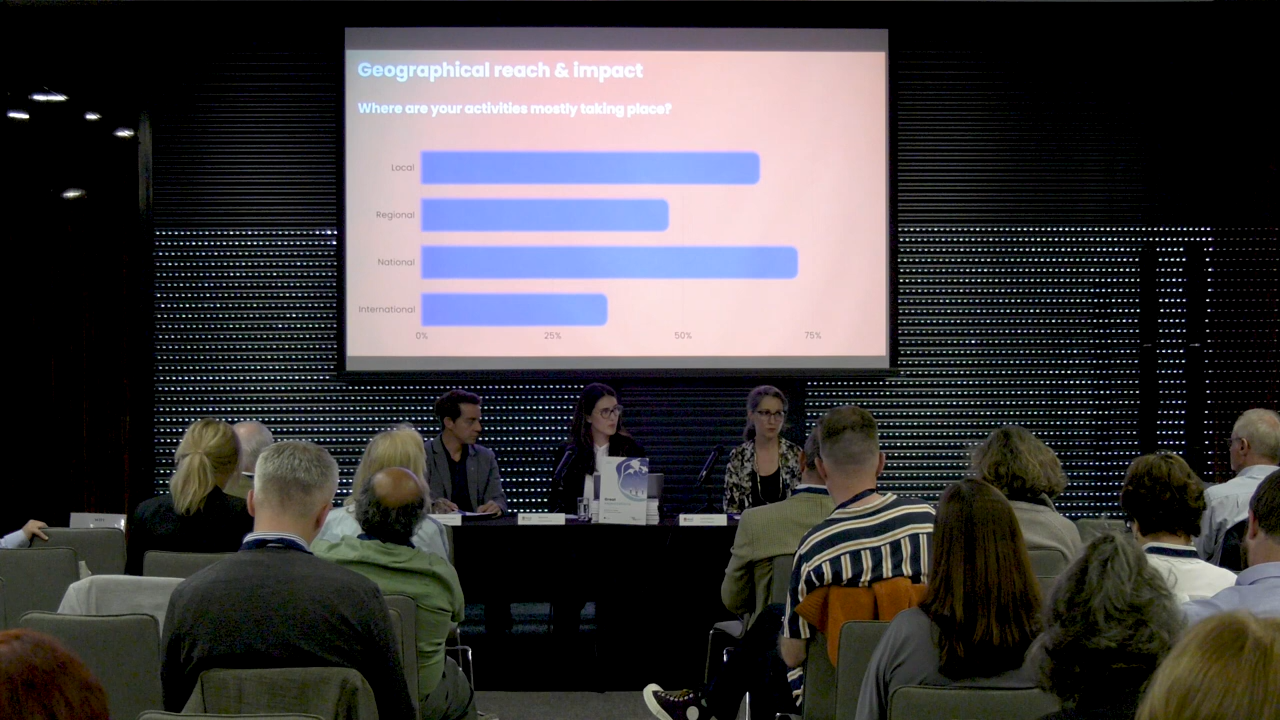 Geographical reach & impact
Where are your activities mostly taking place?
Local
Regional
National
International
0% 25% 50% 75%